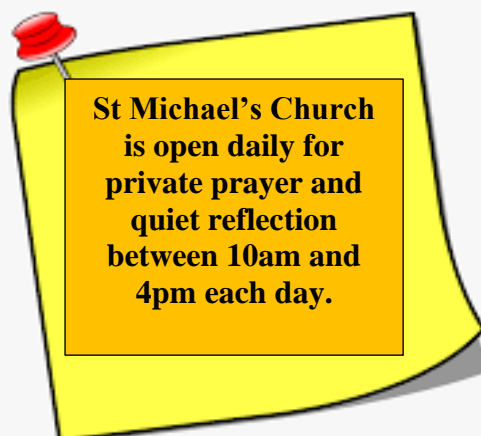 St Michael’s Church
is open daily for
private prayer and
quiet reflection
between 10am and
4pm each day.